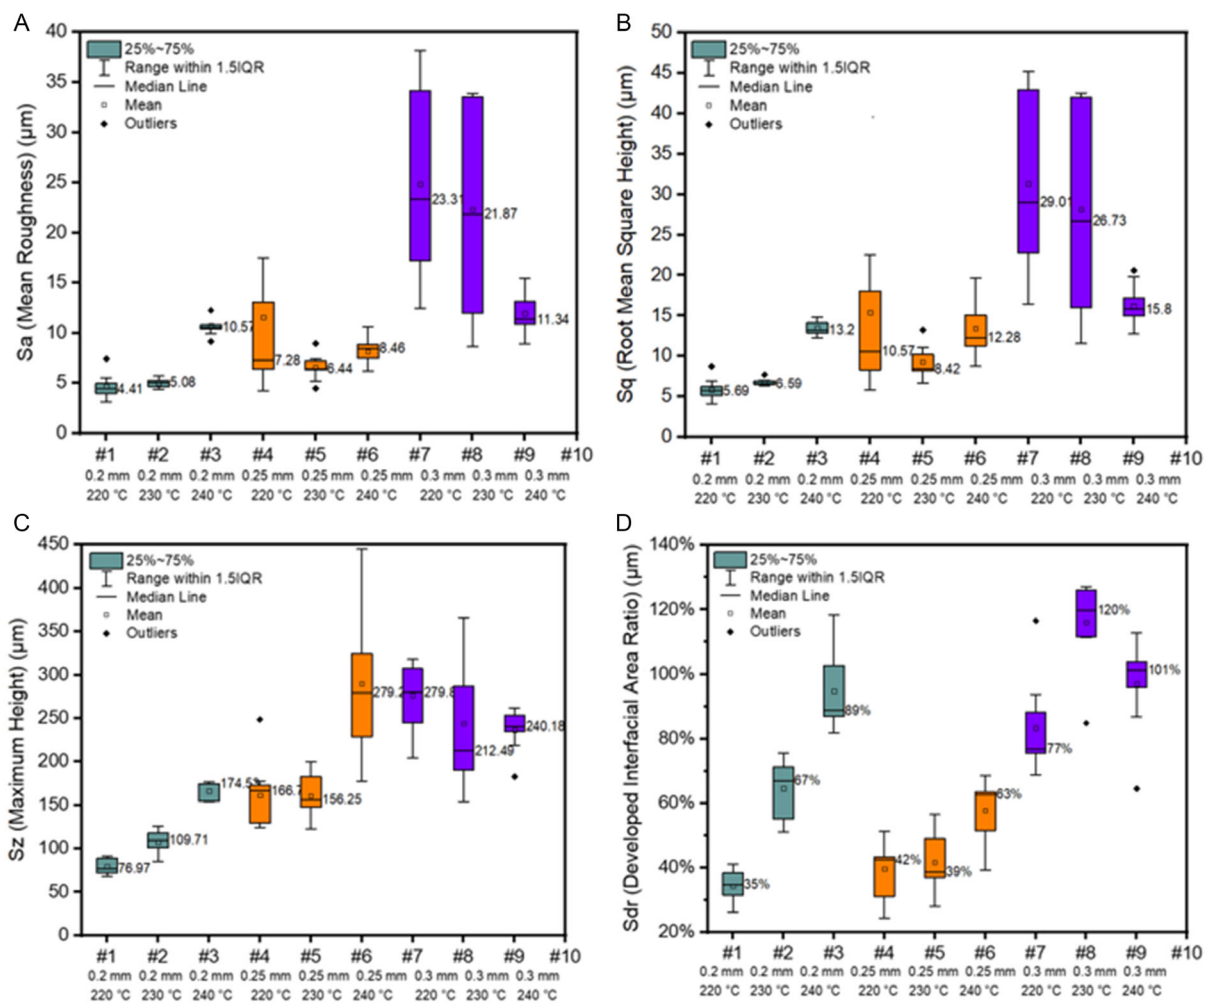 A
Sa (Mean Roughness) (μm)
40
35
30
25
20
15
10
5
0
25%~75%
Range within 1.5IQR
Median Line
Mean
Outliers
4.41
5.08
10.57
7.28
6.44
8.46
23.31
21.87
11.34
#1 #2 #3 #4 #5 #6 #7 #8 #9 #10
0.2 mm 0.2 mm 0.2 mm 0.25 mm 0.25 mm 0.25 mm 0.3 mm 0.3 mm 0.3 mm
220 °C 230 °C 240 °C 220 °C 230 °C 240 °C 220 °C 230 °C 240 °C
B
Sq (Root Mean Square Height) (μm)
50
45
40
35
30
25
20
15
10
5
0
25%~75%
Range within 1.5IQR
Median Line
Mean
Outliers
5.69
6.59
13.2
10.57
8.42
12.28
29.01
26.73
15.8
#1 #2 #3 #4 #5 #6 #7 #8 #9 #10
0.2 mm 0.2 mm 0.2 mm 0.25 mm 0.25 mm 0.25 mm 0.3 mm 0.3 mm 0.3 mm
220 °C 230 °C 240 °C 220 °C 230 °C 240 °C 220 °C 230 °C 240 °C
C
Sz (Maximum Height) (μm)
450
400
350
300
250
200
150
100
50
0
25%~75%
Range within 1.5IQR
Median Line
Mean
Outliers
76.97
109.71
174.53
166.7
156.25
279.2
279.8
212.49
240.18
#1 #2 #3 #4 #5 #6 #7 #8 #9 #10
0.2 mm 0.2 mm 0.2 mm 0.25 mm 0.25 mm 0.25 mm 0.3 mm 0.3 mm 0.3 mm
220 °C 230 °C 240 °C 220 °C 230 °C 240 °C 220 °C 230 °C 240 °C
D
Sdr (Developed Interfacial Area Ratio) (μm)
140%
120%
100%
80%
60%
40%
20%
25%~75%
Range within 1.5IQR
Median Line
Mean
Outliers
35%
67%
89%
42%
39%
63%
77%
120%
101%
#1 #2 #3 #4 #5 #6 #7 #8 #9 #10
0.2 mm 0.2 mm 0.2 mm 0.25 mm 0.25 mm 0.25 mm 0.3 mm 0.3 mm 0.3 mm
220 °C 230 °C 240 °C 220 °C 230 °C 240 °C 220 °C 230 °C 240 °C